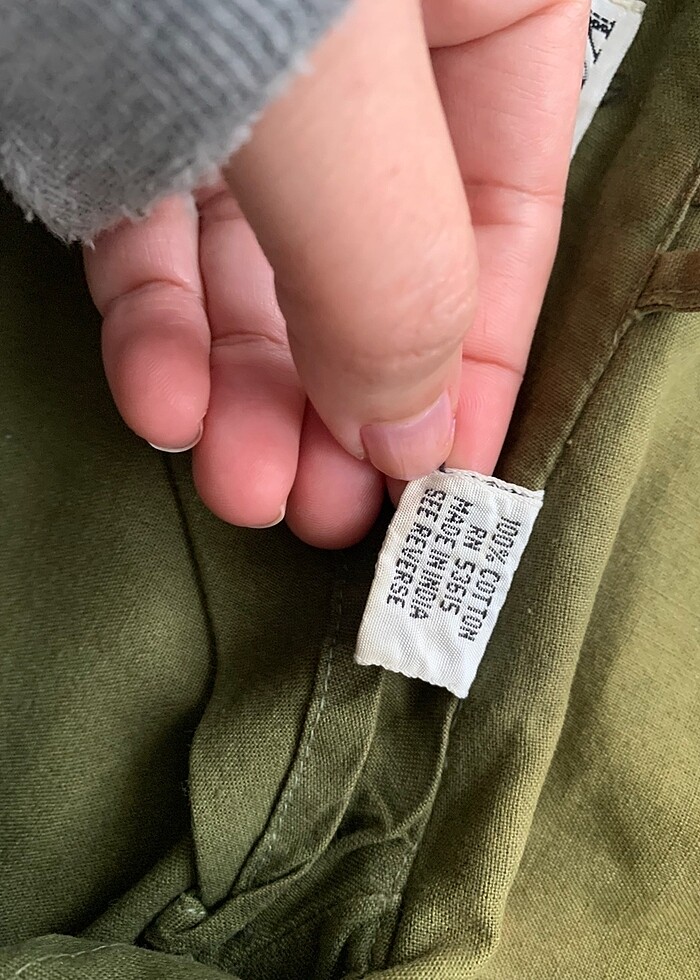 100% COTTON
RN 53615
MADE IN INDIA
SEE REVERSE